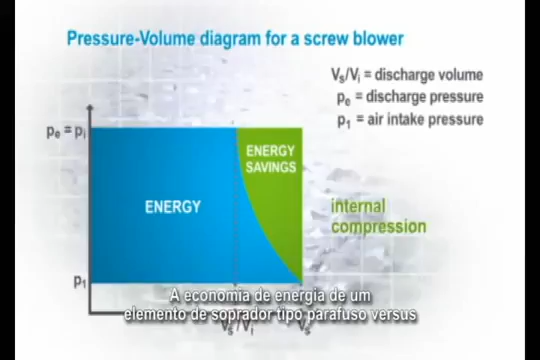 Pressure-Volume diagram for a screw blower
Vs/Vi = discharge volume
pe = discharge pressure
p1 = air intake pressure
pe = pi
ENERGY
SAVINGS
ENERGY
internal
compression
p1
A economia de energia de um
elemento de soprador tipo parafuso versus
Vs/Vi
Vs